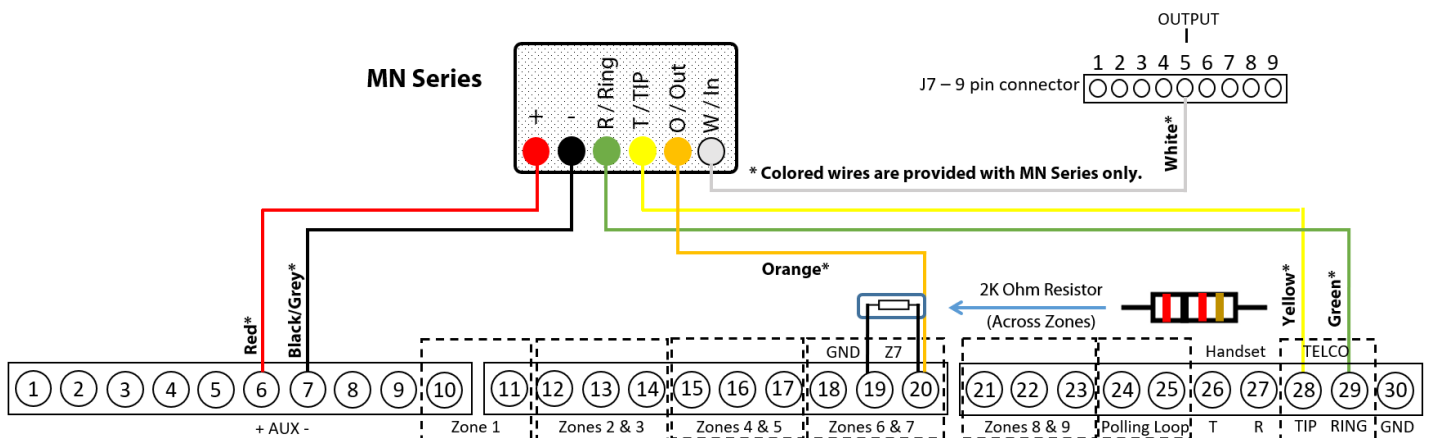 OUTPUT
1 2 3 4 5 6 7 8 9
J7 – 9 pin connector
MN Series
+
-
R / Ring
T / TIP
O / Out
W / In
White*
* Colored wires are provided with MN Series only.
Orange*
Red*
Black/Grey*
2K Ohm Resistor
(Across Zones)
Yellow*
Green*
GND Z7
Handset TELCO
1 2 3 4 5 6 7 8 9 10 11 12 13 14 15 16 17 18 19 20 21 22 23 24 25 26 27 28 29 30
+ AUX - Zone 1 Zones 2 & 3 Zones 4 & 5 Zones 6 & 7 Zones 8 & 9 Polling Loop T R TIP RING GND